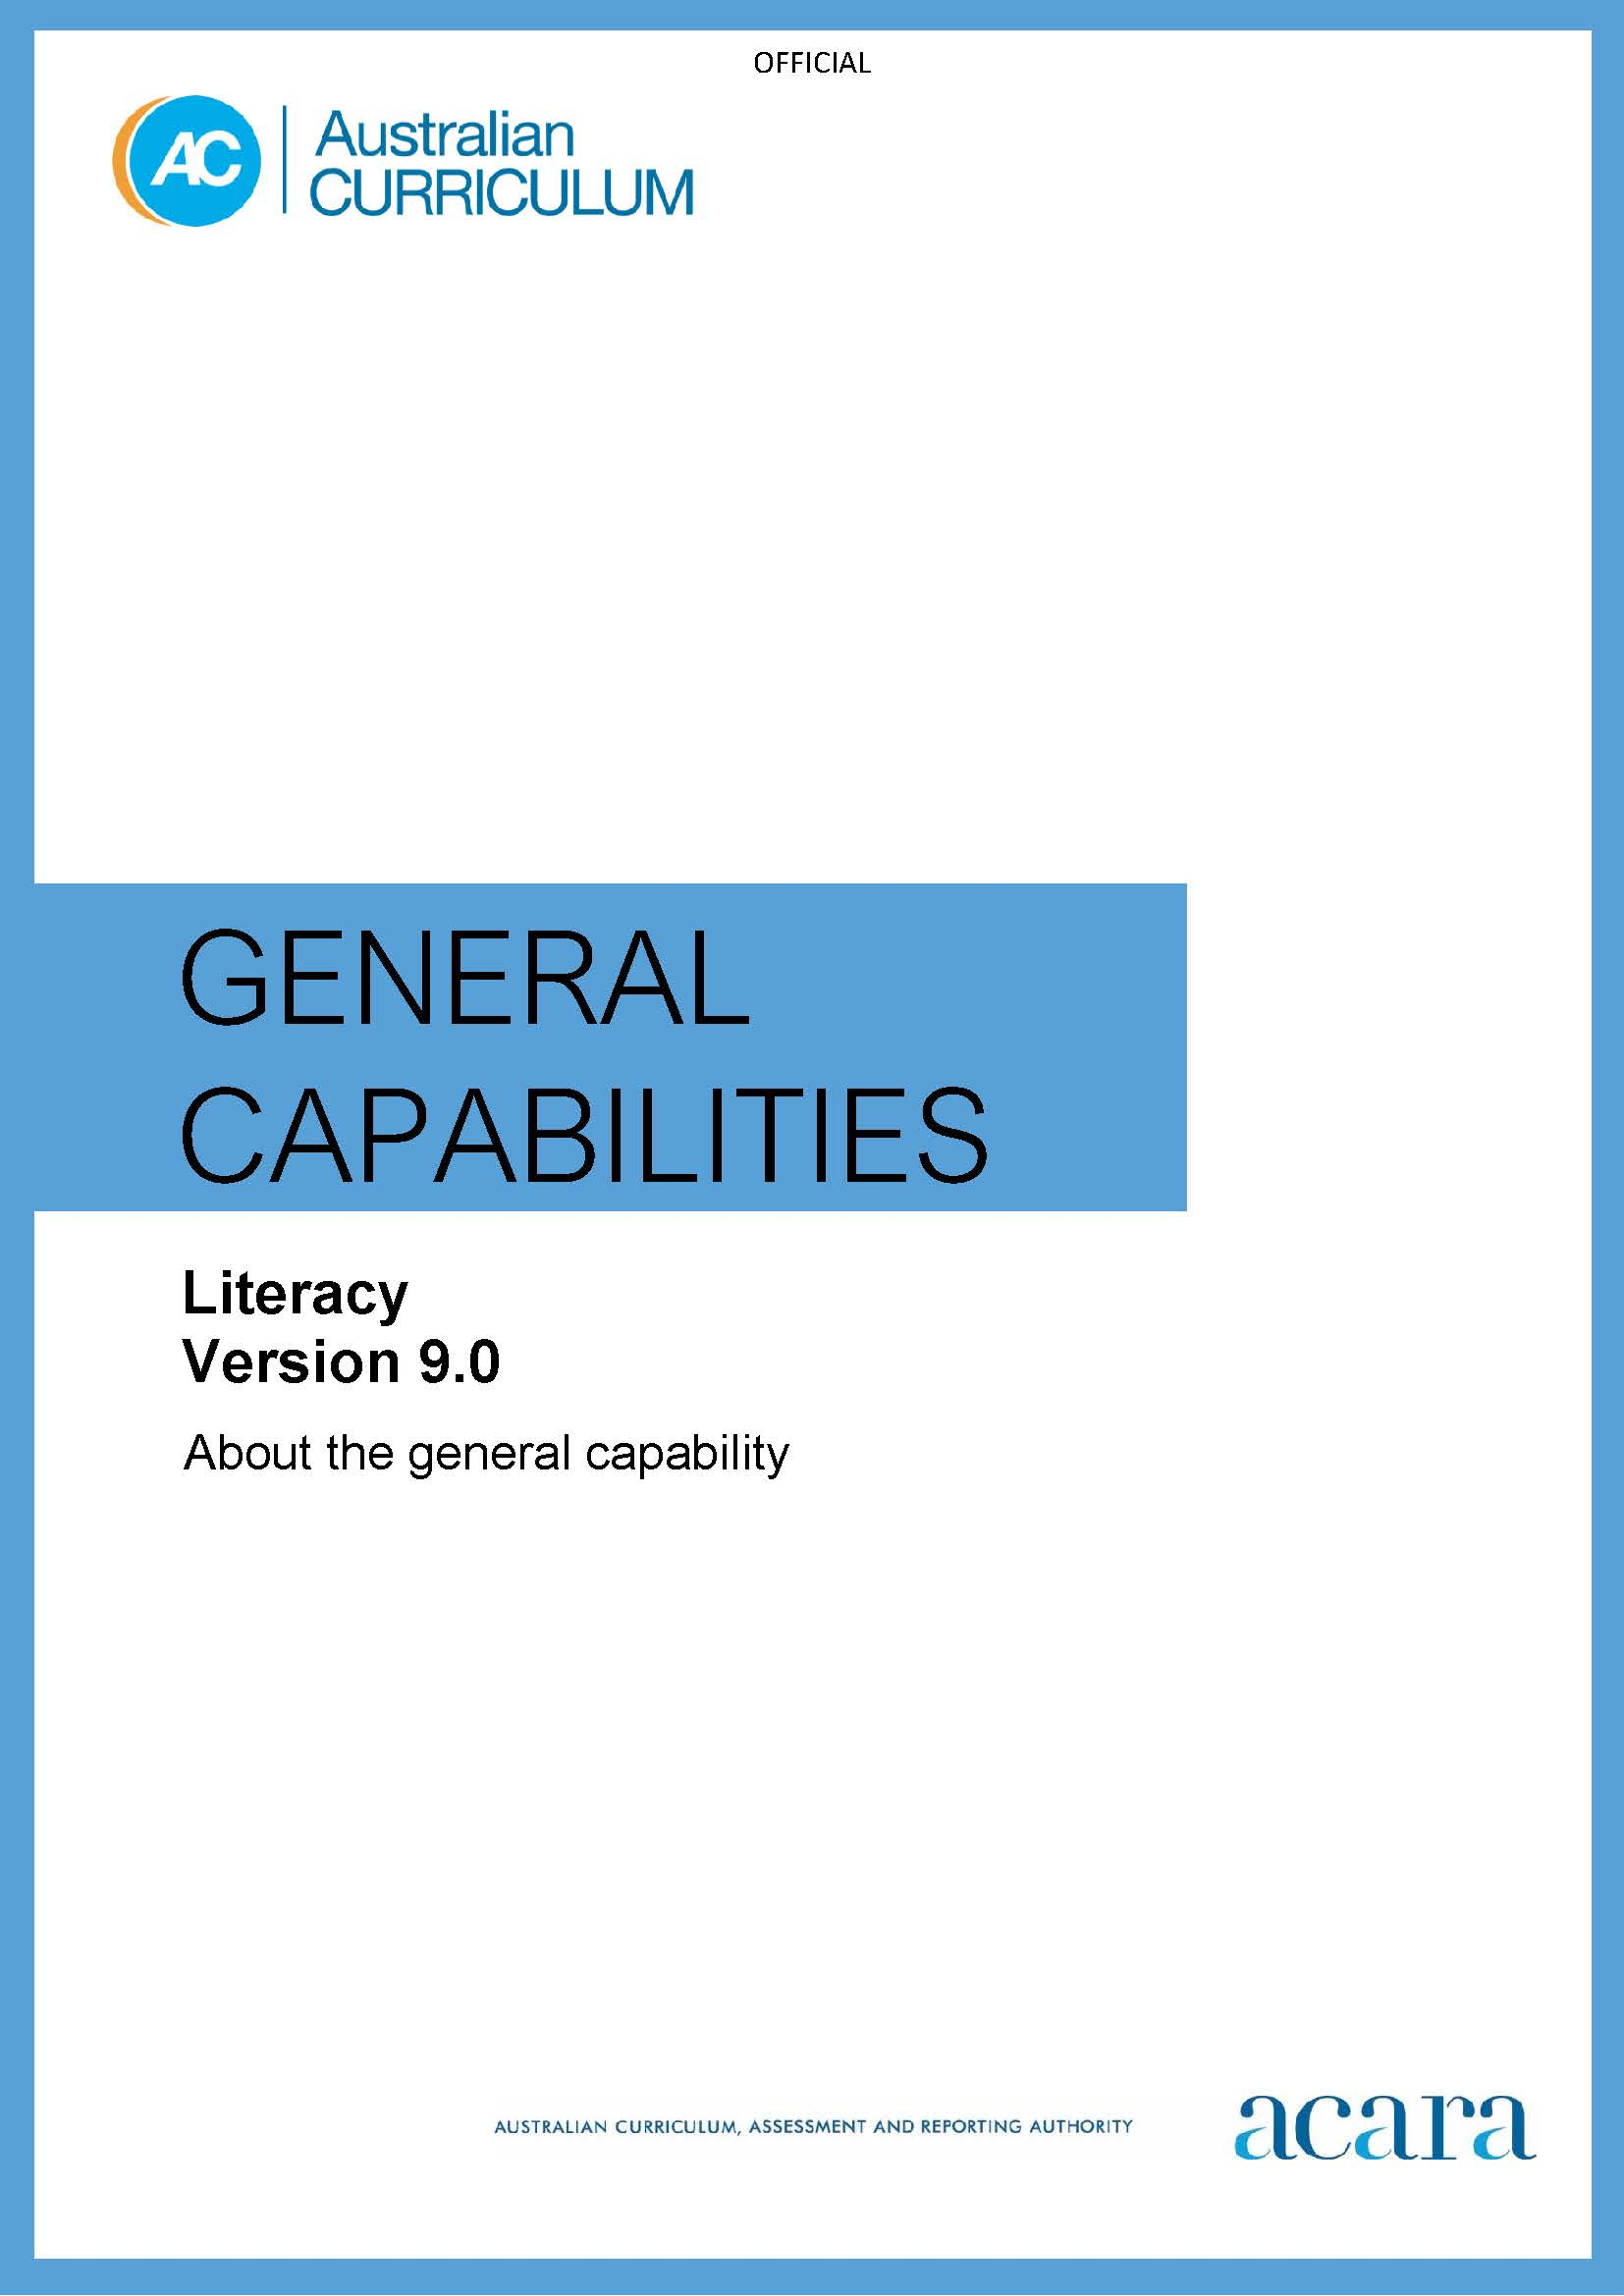 OFFICIAL
AC
Australian
CURRICULUM
GENERAL
CAPABILITIES
Literacy
Version 9.0
About the general capability
AUSTRALIAN CURRICULUM, ASSESSMENT AND REPORTING AUTHORITY
acara